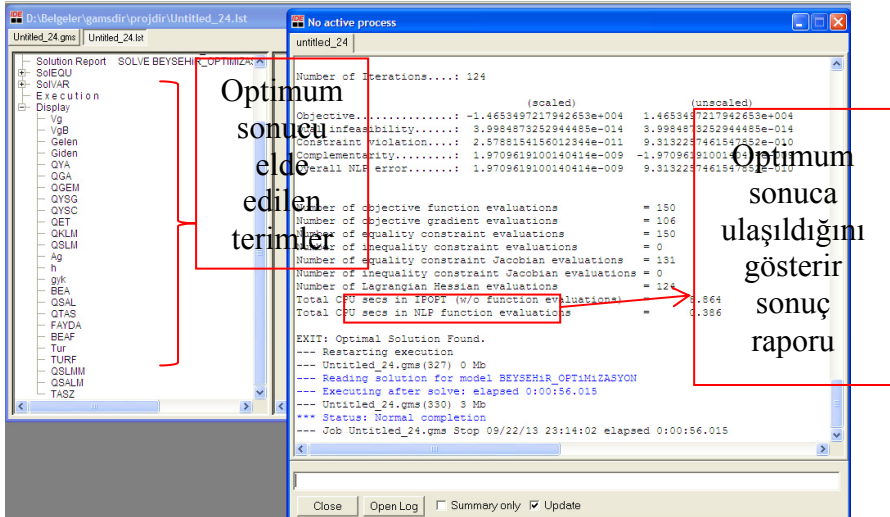 D:\Belgeler\gamsdir\projdir\Untitled_24.lst
Untitled_24.gms Untitled_24.lst
Solution Report SOLVE BEYSEHiR_OPTIMIZAS
SolEQU
SolVAR
Execution
Display
Vg
VgB
Gelen
Giden
QYA
QGA
QGEM
QYSG
QYSC
QET
QKLM
QSLM
Ag
h
gyk
BEA
QSAL
QTAS
FAYDA
BEAF
Tur
TURF
QSLMM
QSALM
TASZ
Optimum
sonucu
elde
edilen
terimler
No active process
untitled_24
Number of Iterations....: 124
(scaled) (unscaled)
Objective...............: -1.4653497217942653e+004 1.4653497217942653e+004
Dual infeasibility......: 3.9984873252944485e-014 3.9984873252944485e-014
Constraint violation....: 2.5788154156012344e-011 9.3132257461547852e-010
Complementarity.........: 1.9709619100140414e-009 -1.9709619100140414e-009
Overall NLP error.......: 1.9709619100140414e-009 9.3132257461547852e-010
Number of objective function evaluations = 150
Number of objective gradient evaluations = 106
Number of equality constraint evaluations = 150
Number of inequality constraint evaluations = 0
Number of equality constraint Jacobian evaluations = 131
Number of inequality constraint Jacobian evaluations = 0
Number of Lagrangian Hessian evaluations = 124
Total CPU secs in IPOPT (w/o function evaluations) = 8.864
Total CPU secs in NLP function evaluations = 0.386
EXIT: Optimal Solution Found.
--- Restarting execution
--- Untitled_24.gms(327) 0 Mb
--- Reading solution for model BEYSEHiR_OPTiMiZASYON
--- Executing after solve: elapsed 0:00:56.015
--- Untitled_24.gms(330) 3 Mb
*** Status: Normal completion
--- Job Untitled_24.gms Stop 09/22/13 23:14:02 elapsed 0:00:56.015
Optimum
sonuca
ulaşıldığını
gösterir
sonuç
raporu
Close Open Log Summary only Update